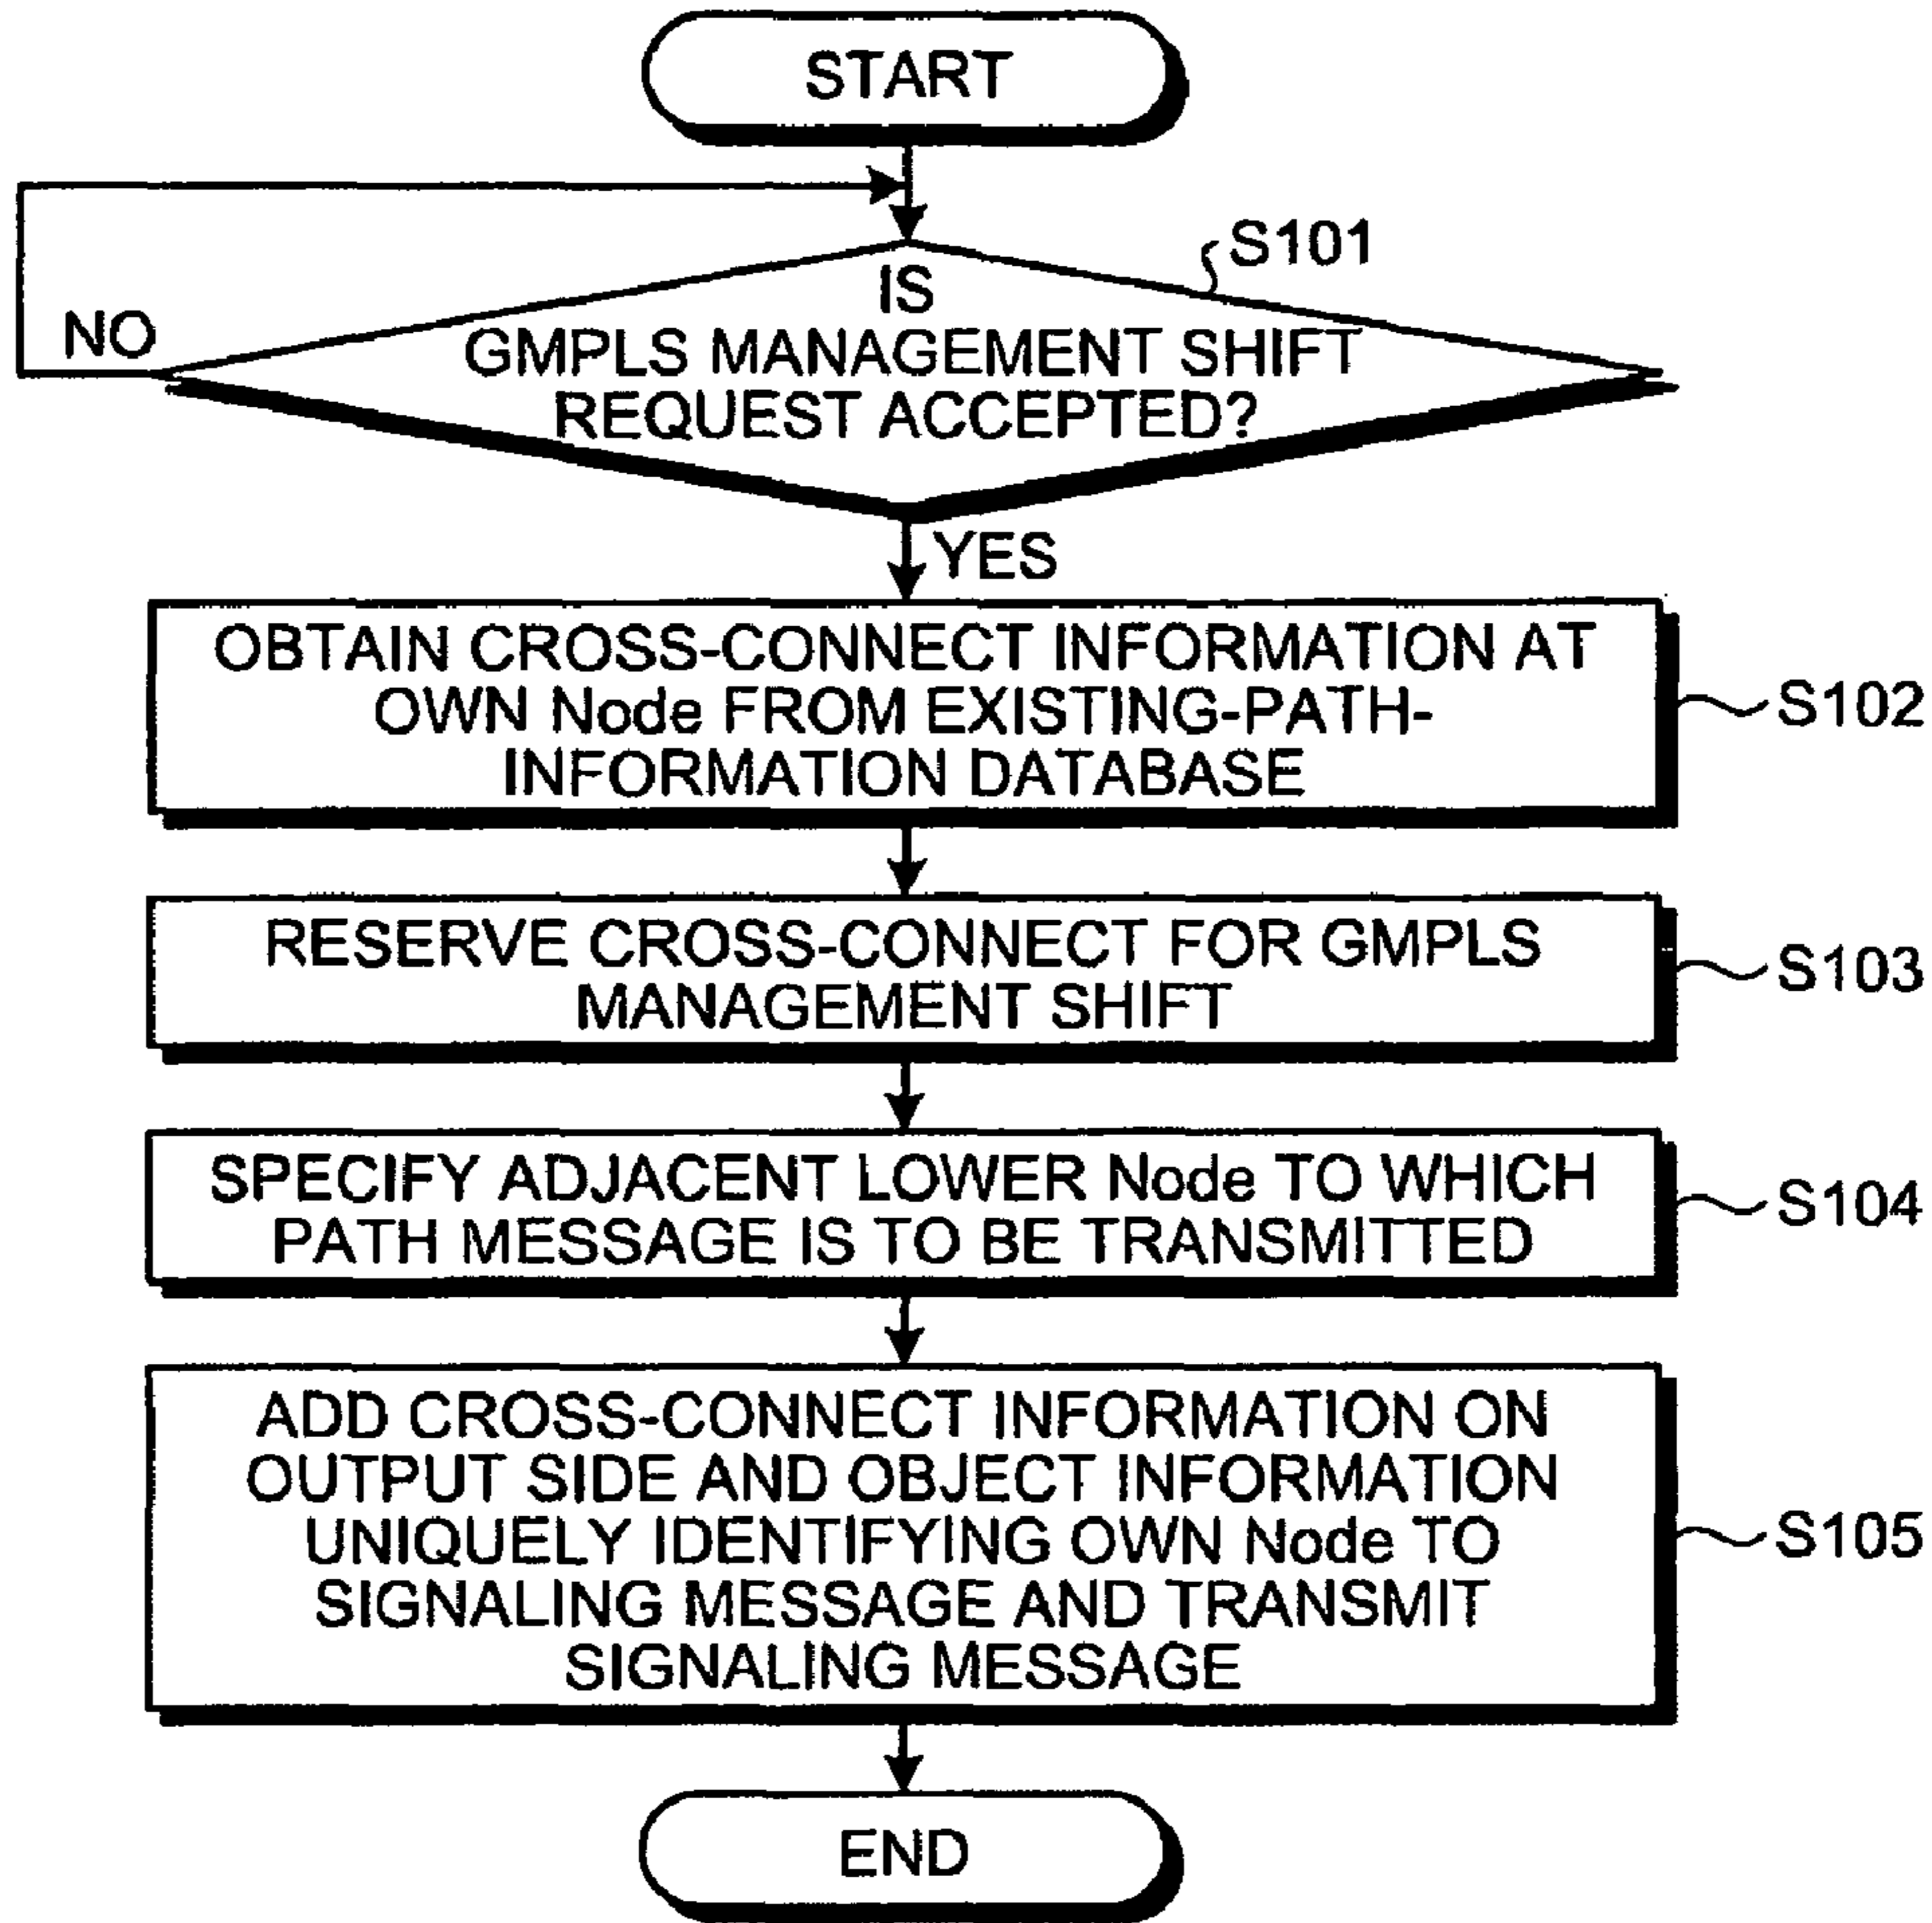 START
S101
IS
NO
GMPLS MANAGEMENT SHIFT
REQUEST ACCEPTED?
YES
OBTAIN CROSS-CONNECT INFORMATION AT
OWN Node FROM EXISTING-PATH-
INFORMATION DATABASE
S102
RESERVE CROSS-CONNECT FOR GMPLS
MANAGEMENT SHIFT
S103
SPECIFY ADJACENT LOWER Node TO WHICH
PATH MESSAGE IS TO BE TRANSMITTED
S104
ADD CROSS-CONNECT INFORMATION ON
OUTPUT SIDE AND OBJECT INFORMATION
UNIQUELY IDENTIFYING OWN Node TO
SIGNALING MESSAGE AND TRANSMIT
SIGNALING MESSAGE
S105
END